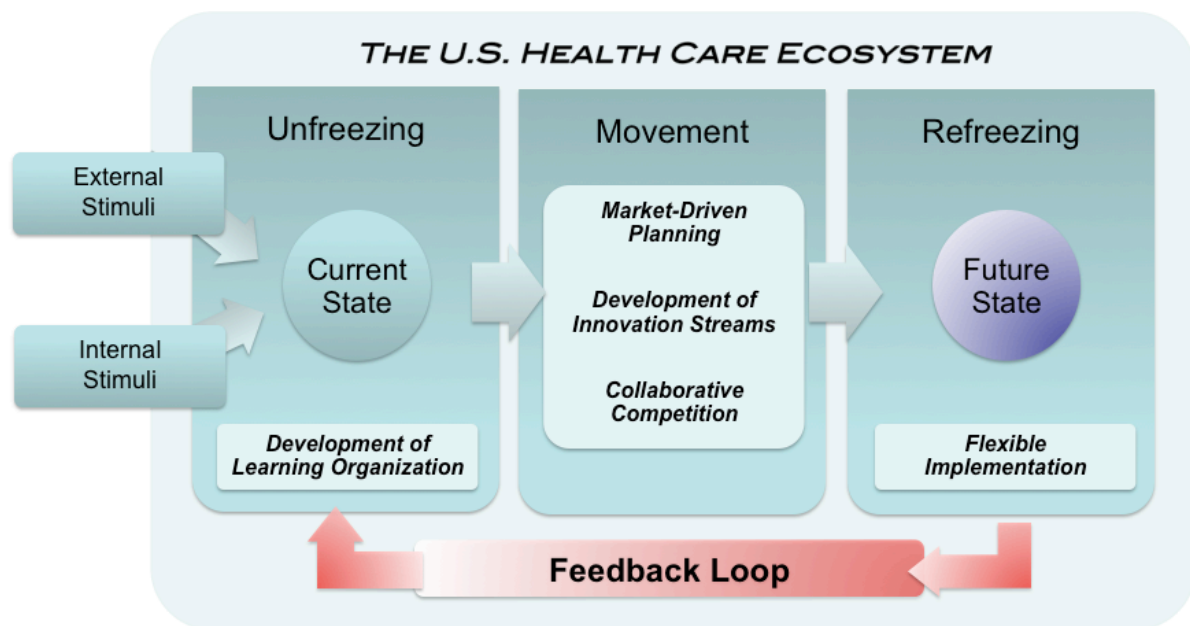 THE U.S. HEALTH CARE ECOSYSTEM
Unfreezing
Movement
Refreezing
External
Stimuli
Internal
Stimuli
Current
State
Development of
Learning Organization
Market-Driven
Planning
Development of
Innovation Streams
Collaborative
Competition
Future
State
Flexible
Implementation
Feedback Loop